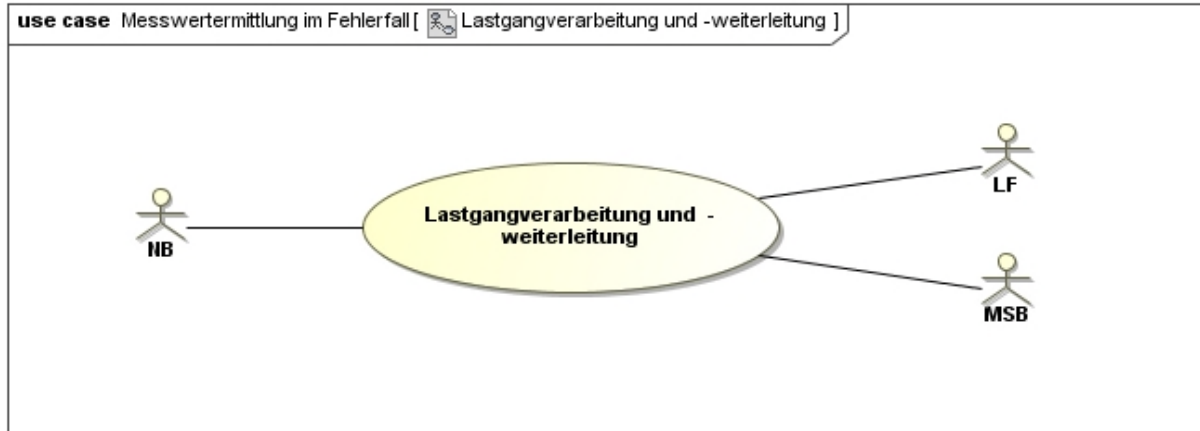 use case Messwertermittlung im Fehlerfall [ Lastgangverarbeitung und -weiterleitung ]
LF
Lastgangverarbeitung und -
weiterleitung
NB
MSB